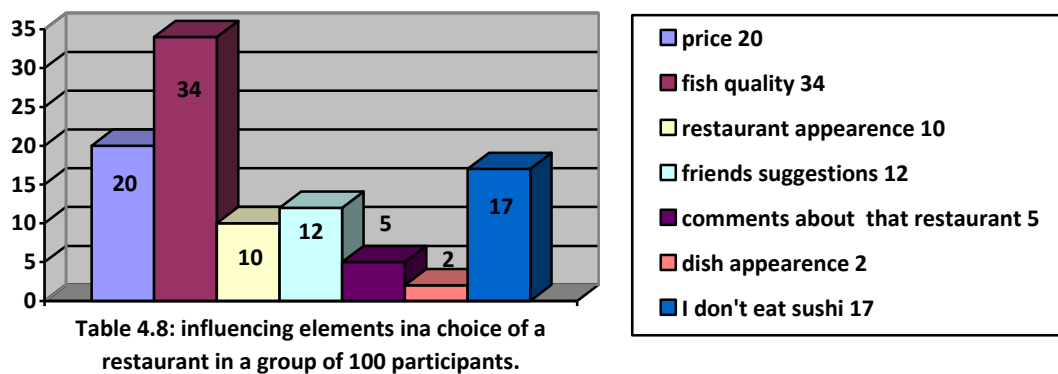 35
30
25
20
15
10
5
0
20
34
10
12
5
2
17
Table 4.8: influencing elements ina choice of a
restaurant in a group of 100 participants.
price 20
fish quality 34
restaurant appearence 10
friends suggestions 12
comments about  that restaurant 5
dish appearence 2
I don't eat sushi 17